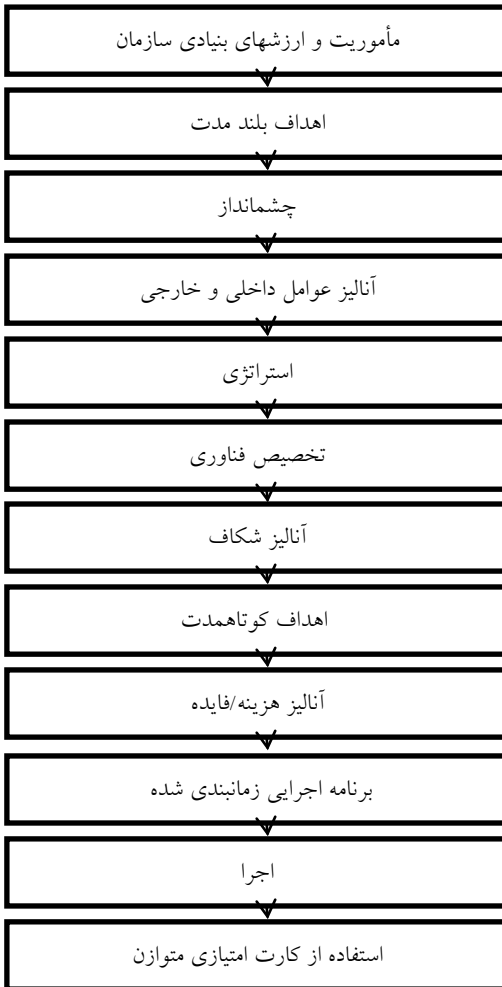 مأموریت و ارزشهای بنیادی سازمان
اهداف بلند مدت
چشمانداز
آنالیز عوامل داخلی و خارجی
استراتژی
تخصیص فناوری
آنالیز شکاف
اهداف کوتاهمدت
آنالیز هزینه/فایده
برنامه اجرایی زمانبندی شده
اجرا
استفاده از کارت امتیازی متوازن